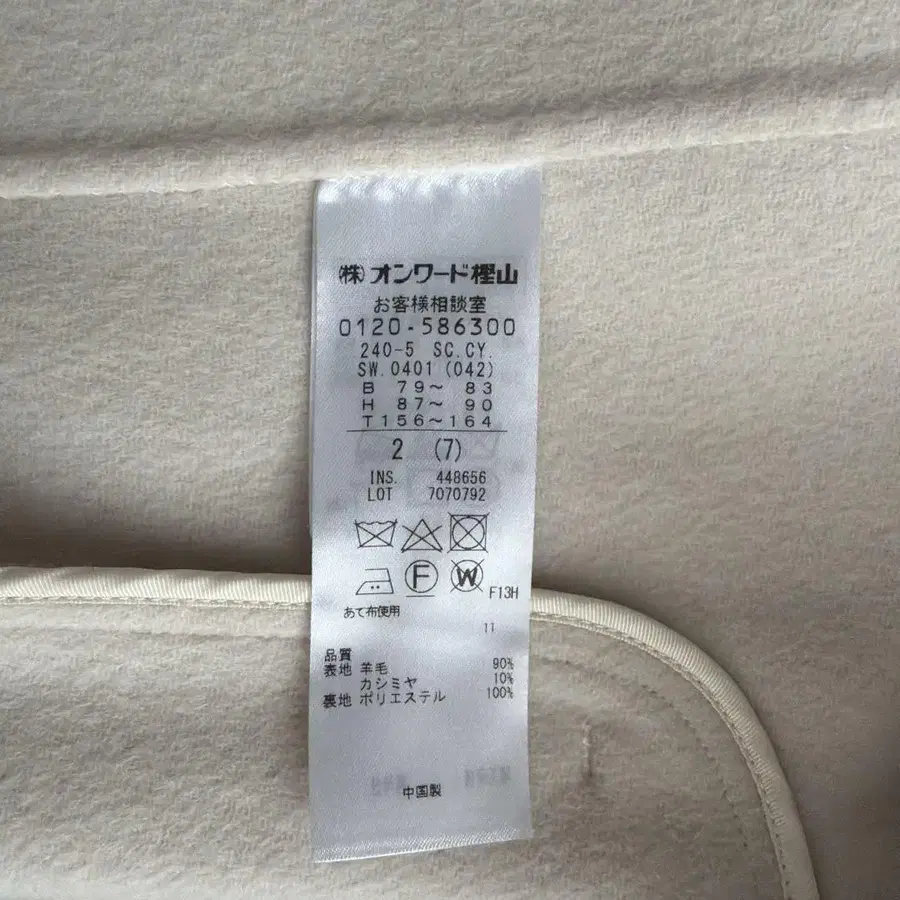 (株)オンワード樫山
お客様相談室
0120-586300
240-5 SC.CY.
SW.0401(042)
B 79～ 83
H 87～ 90
T156～164
2 (7)
INS. 448656
LOT 7070792
F W F13H
あて布使用
11
品質
表地 羊毛 90%
カシミヤ 10%
裏地 ポリエステル 100%
中国製